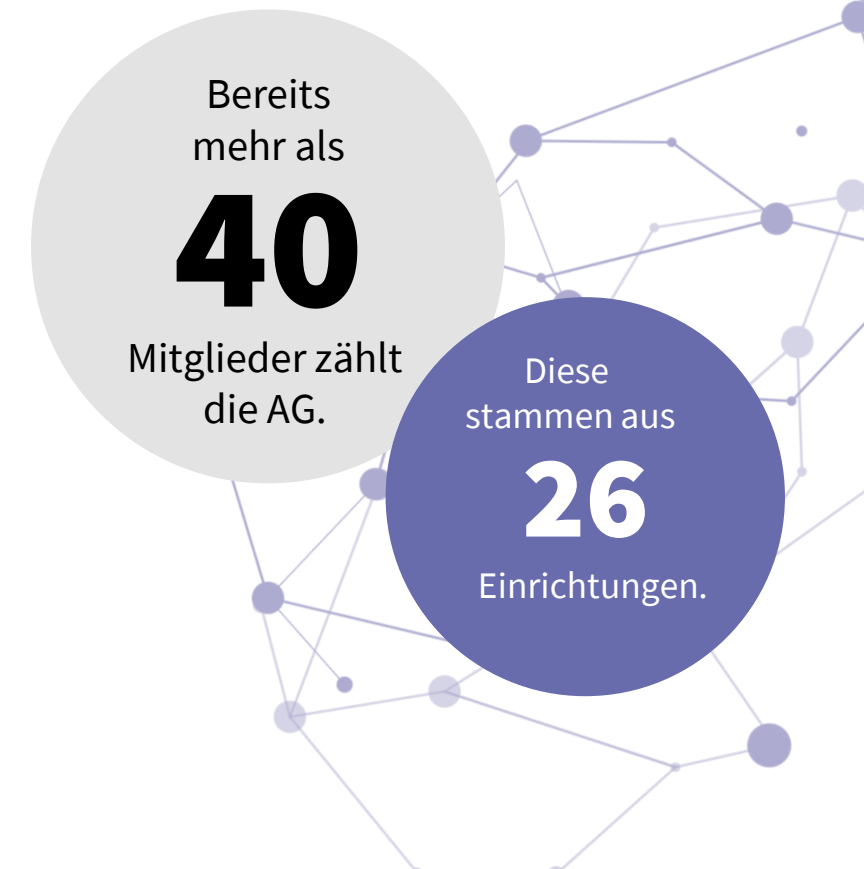 Bereits
mehr als
40
Mitglieder zählt
die AG.
Diese
stammen aus
26
Einrichtungen.